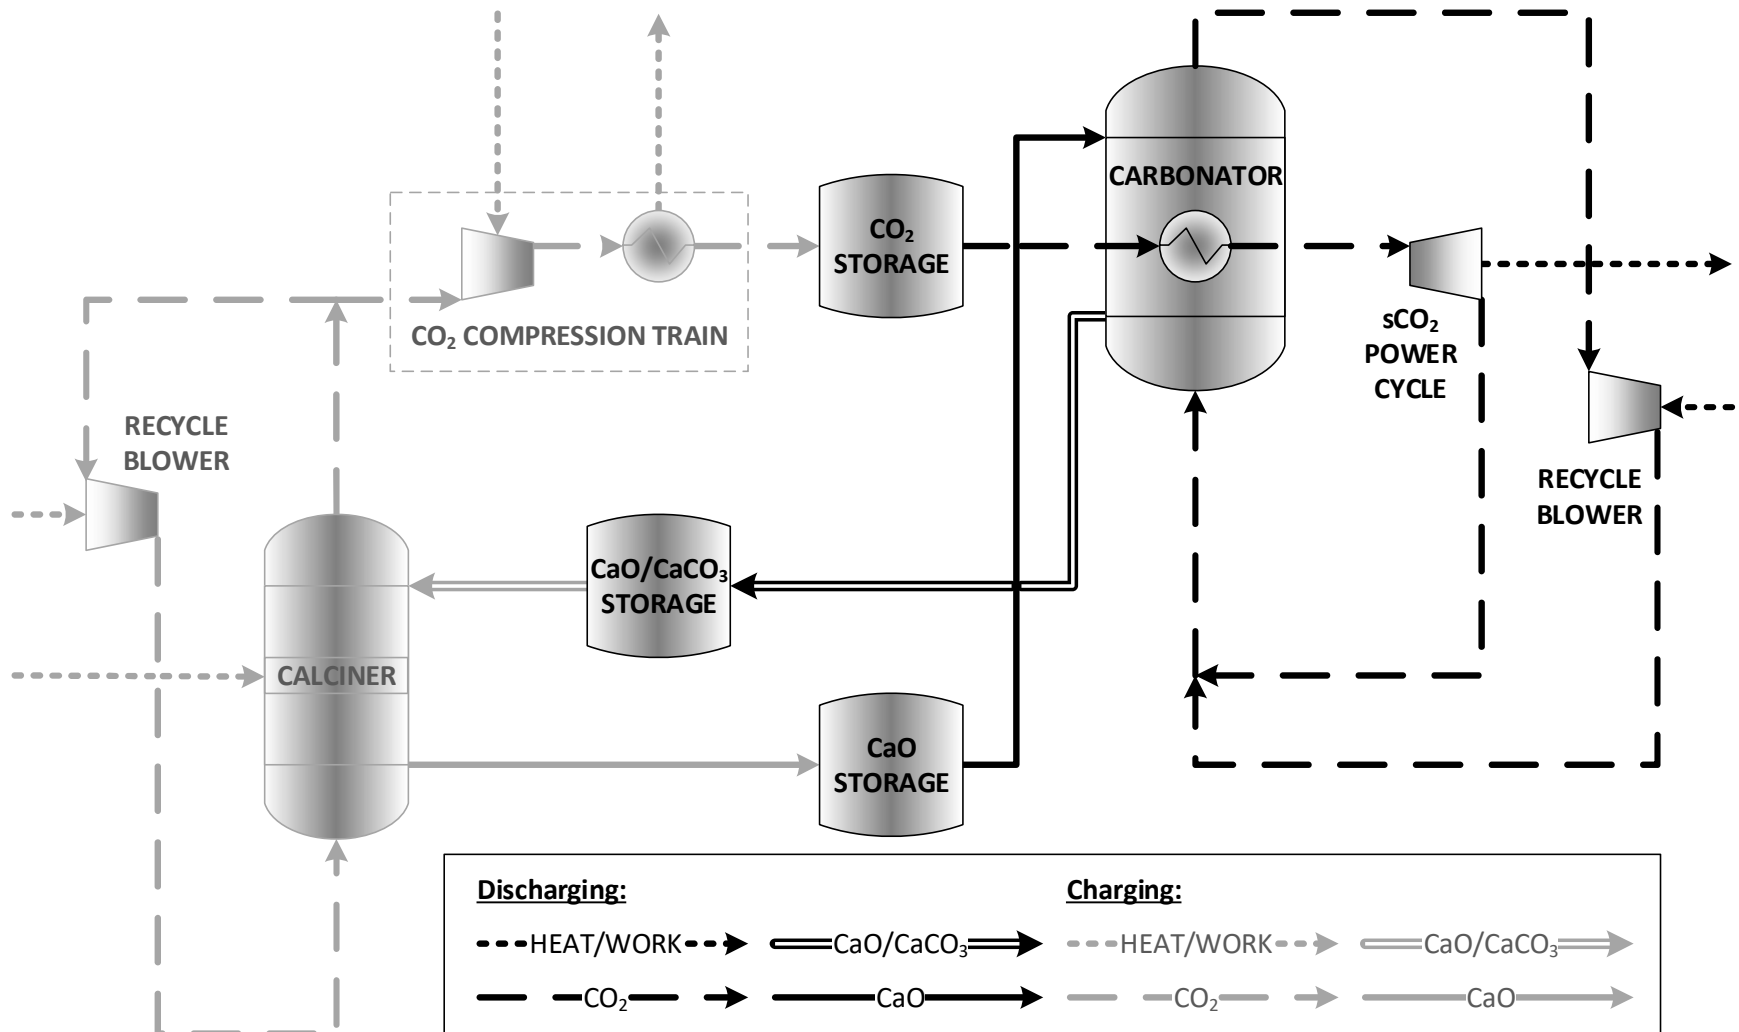 CARBONATOR
CO₂
STORAGE
CO₂ COMPRESSION TRAIN
sCO₂
POWER
CYCLE
RECYCLE
BLOWER
RECYCLE
BLOWER
CaO/CaCO₃
STORAGE
CALCINER
CaO
STORAGE
Discharging:
Charging:
HEAT/WORK
CaO/CaCO₃
HEAT/WORK
CaO/CaCO₃
CO₂
CaO
CO₂
CaO